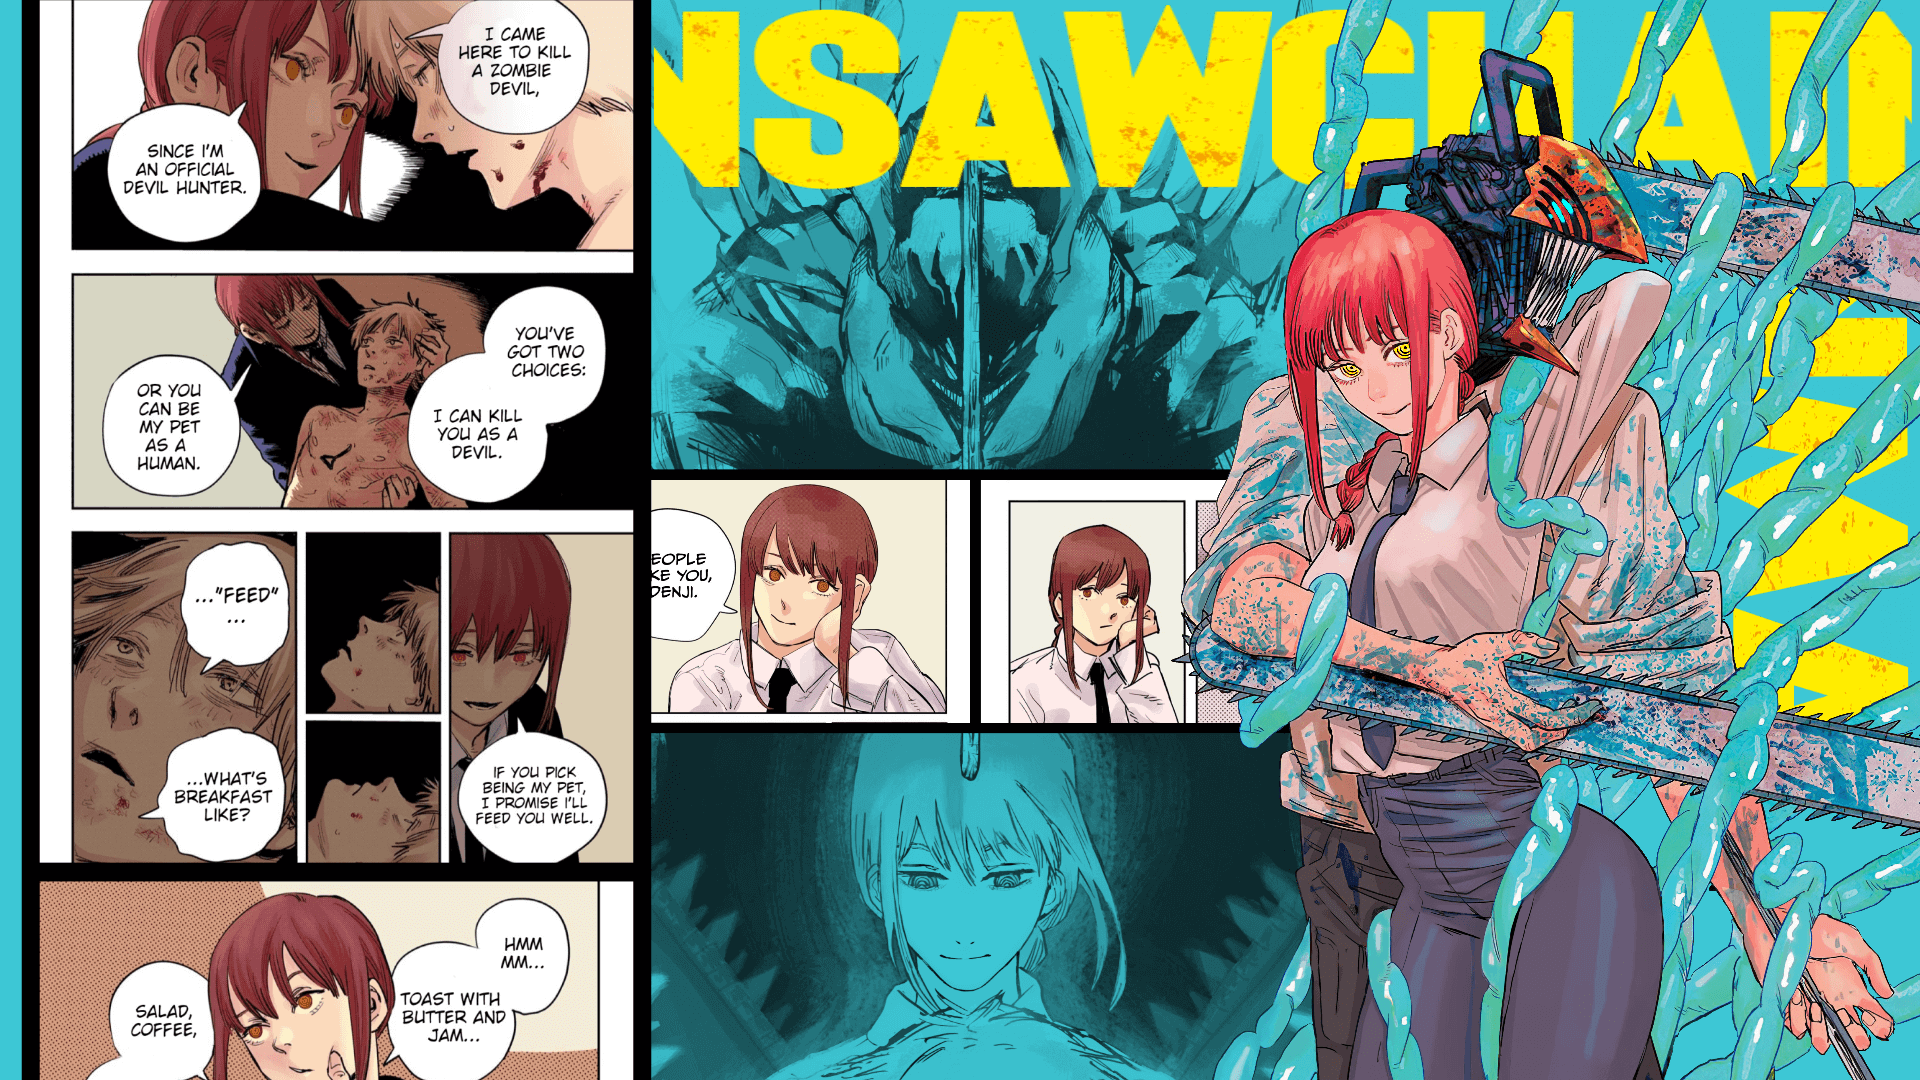 I CAME
HERE TO KILL
A ZOMBIE
DEVIL,
SINCE I'M
AN OFFICIAL
DEVIL HUNTER.
YOU'VE
GOT TWO
CHOICES:
I CAN KILL
YOU AS A
DEVIL.
OR YOU
CAN BE
MY PET
AS A
HUMAN.
..."FEED"
...
...WHAT'S
BREAKFAST
LIKE?
IF YOU PICK
BEING MY PET,
I PROMISE I'LL
FEED YOU WELL.
HMM
MM...
TOAST WITH
BUTTER AND
JAM...
SALAD,
COFFEE,
NSAWCHAIN
EOPLE
KE YOU,
DENJI.